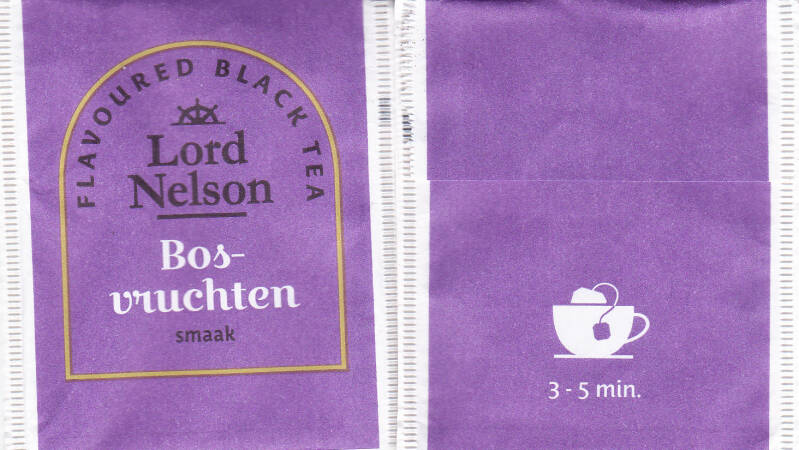 FLAVOURED BLACK TEA
Lord
Nelson
Bos-
vruchten
smaak
3 - 5 min.